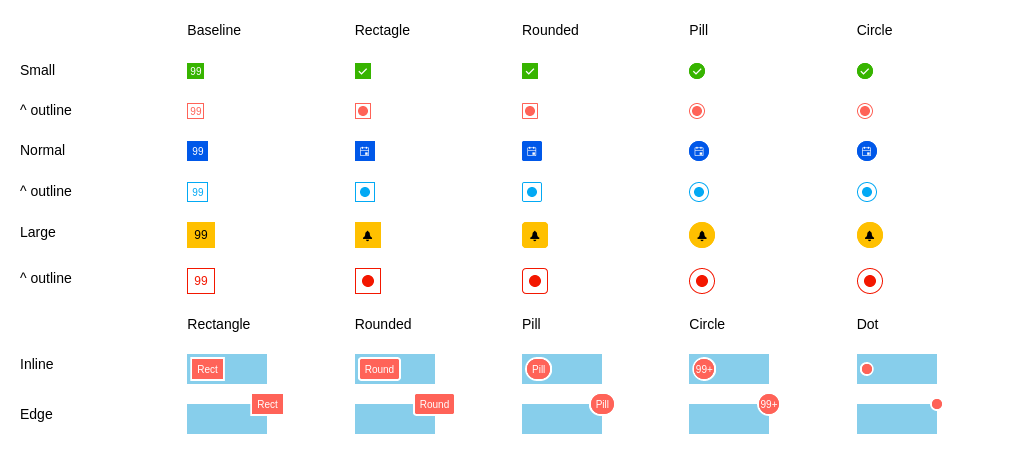 Baseline Rectagle Rounded Pill Circle
Small 99
^ outline 99
Normal 99
^ outline 99
Large 99
^ outline 99
Rectangle Rounded Pill Circle Dot
Inline Rect Round Pill 99+
Edge Rect Round Pill 99+